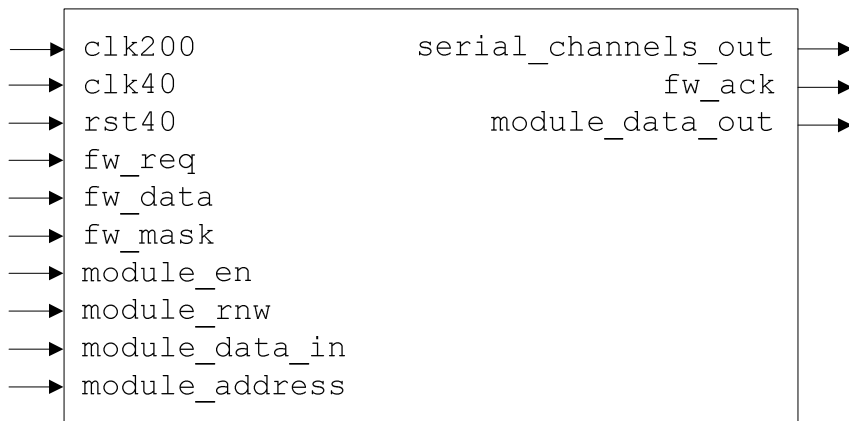 clk200 serial_channels_out
clk40 fw_ack
rst40 module_data_out
fw_req
fw_data
fw_mask
module_en
module_rnw
module_data_in
module_address